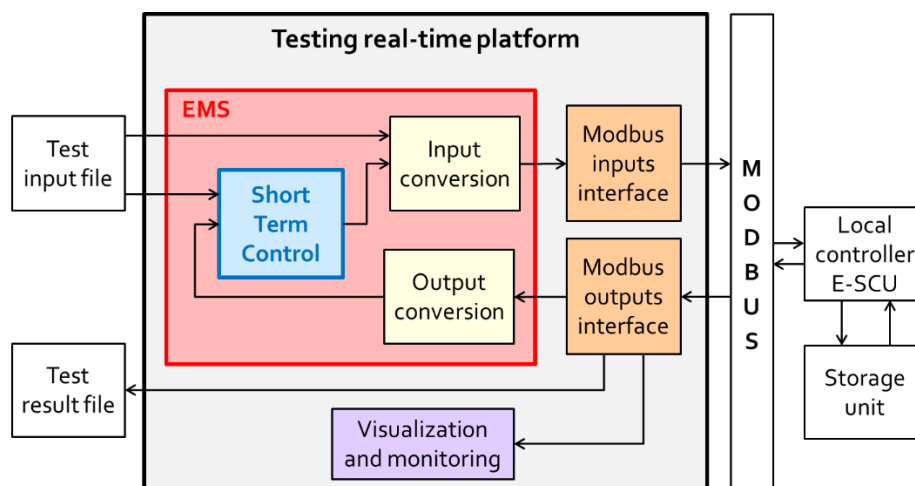 Testing real-time platform
EMS
Test
input file
Short
Term
Control
Input
conversion
Output
conversion
Modbus
inputs
interface
Modbus
outputs
interface
M
O
D
B
U
S
Local
controller
E-SCU
Storage
unit
Test
result file
Visualization
and monitoring